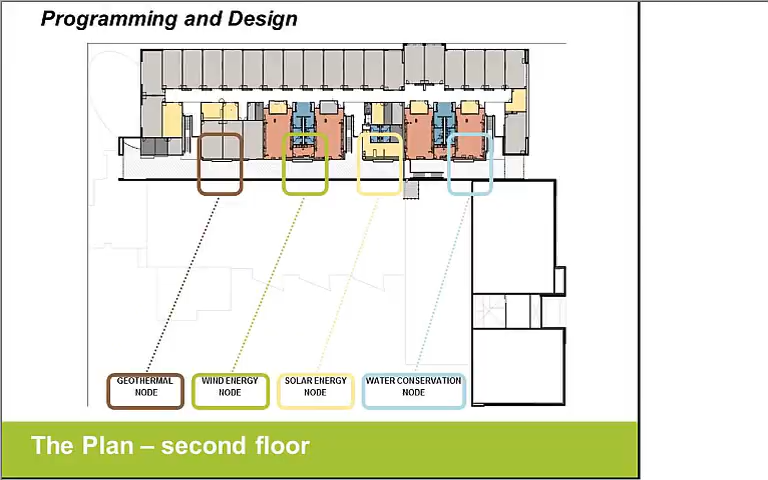 Programming and Design
GEOTHERMAL
NODE
WIND ENERGY
NODE
SOLAR ENERGY
NODE
WATER CONSERVATION
NODE
The Plan – second floor